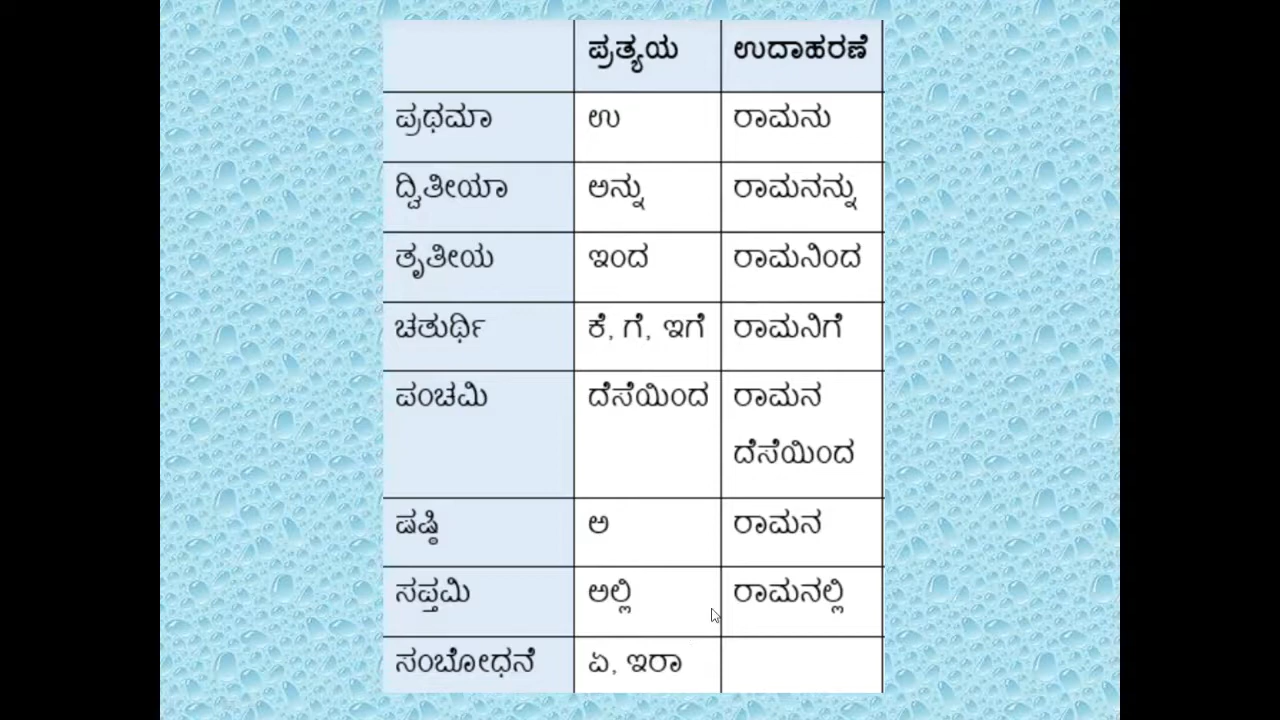 ಪ್ರತ್ಯಯ ಉದಾಹರಣೆ
ಪ್ರಥಮಾ ಉ ರಾಮನು
ದ್ವಿತೀಯಾ ಅನ್ನು ರಾಮನನ್ನು
ತೃತೀಯ ಇಂದ ರಾಮನಿಂದ
ಚತುರ್ಥಿ ಕೆ, ಗೆ, ಇಗೆ ರಾಮನಿಗೆ
ಪಂಚಮಿ ದೆಸೆಯಿಂದ ರಾಮನ
ದೆಸೆಯಿಂದ
ಷಷ್ಠಿ ಅ ರಾಮನ
ಸಪ್ತಮಿ ಅಲ್ಲಿ ರಾಮನಲ್ಲಿ
ಸಂಬೋಧನೆ ಏ, ಇರಾ